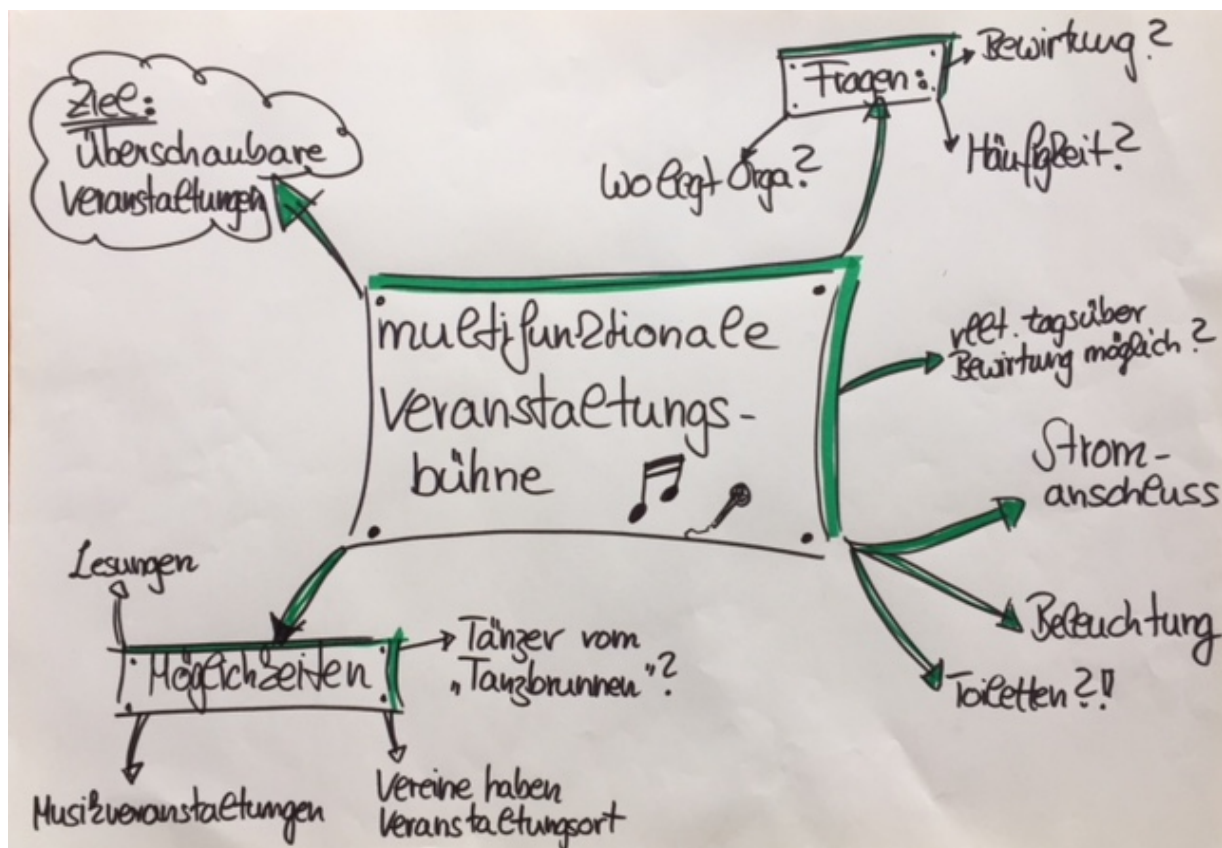 Ziel:
Überschaubare
Veranstaltungen
Fragen:
Bewirtung?
Häufigkeit?
Wo liegt Orga?
multifunktionale
Veranstaltungs-
bühne
vllt. tagsüber
Bewirtung möglich?
Strom-
anschluss
Beleuchtung
Toiletten?!!
Lesungen
Möglichkeiten
Tänzer vom
"Tanzbrunnen"?
Musikveranstaltungen
Vereine haben
Veranstaltungsort